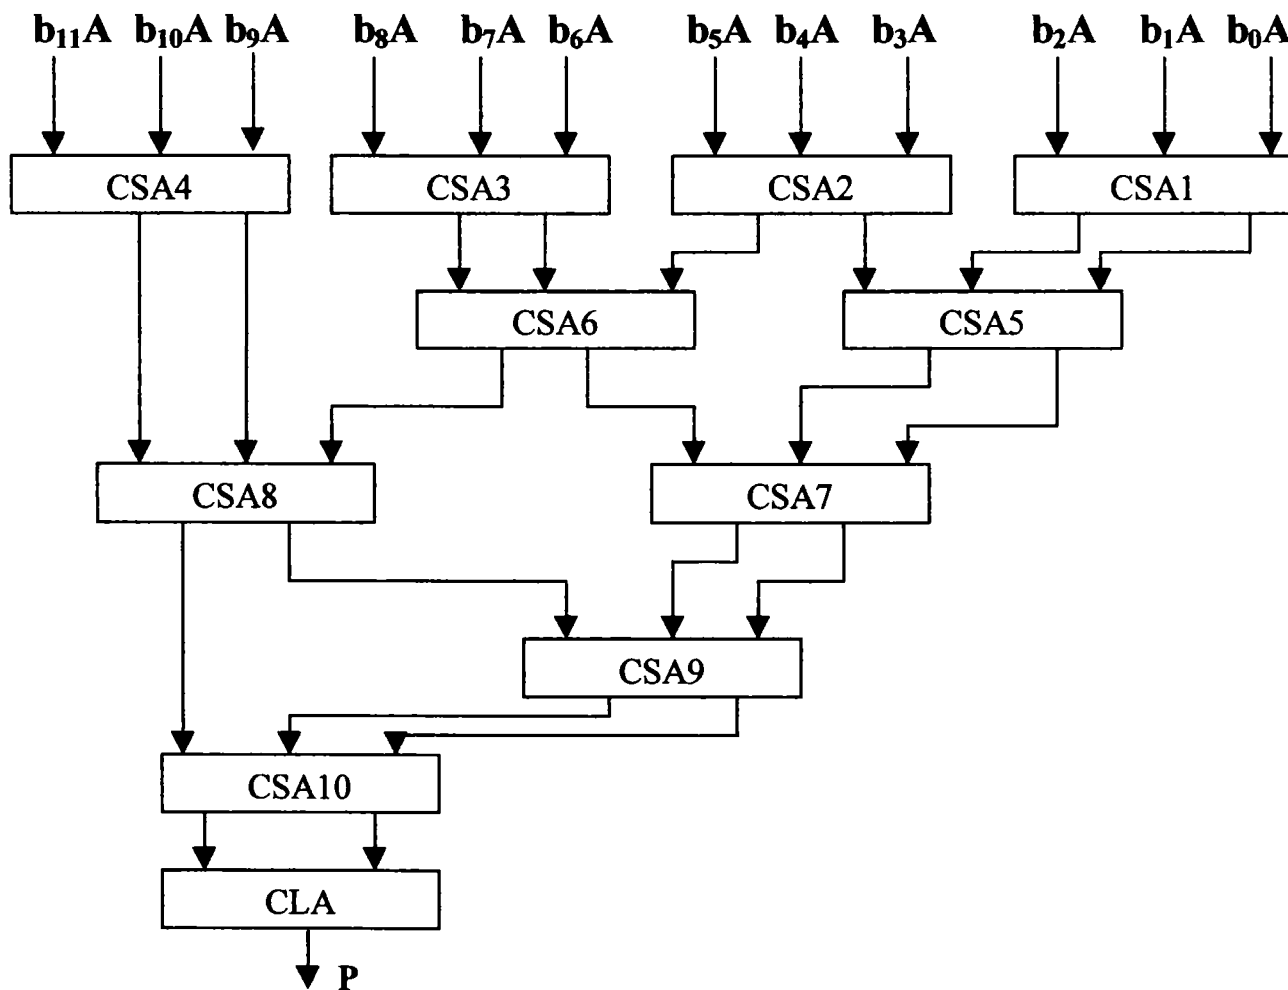 b₁₁A b₁₀A b₉A b₈A b₇A b₆A b₅A b₄A b₃A b₂A b₁A b₀A
CSA4 CSA3 CSA2 CSA1
CSA6 CSA5
CSA8 CSA7
CSA9
CSA10
CLA
P